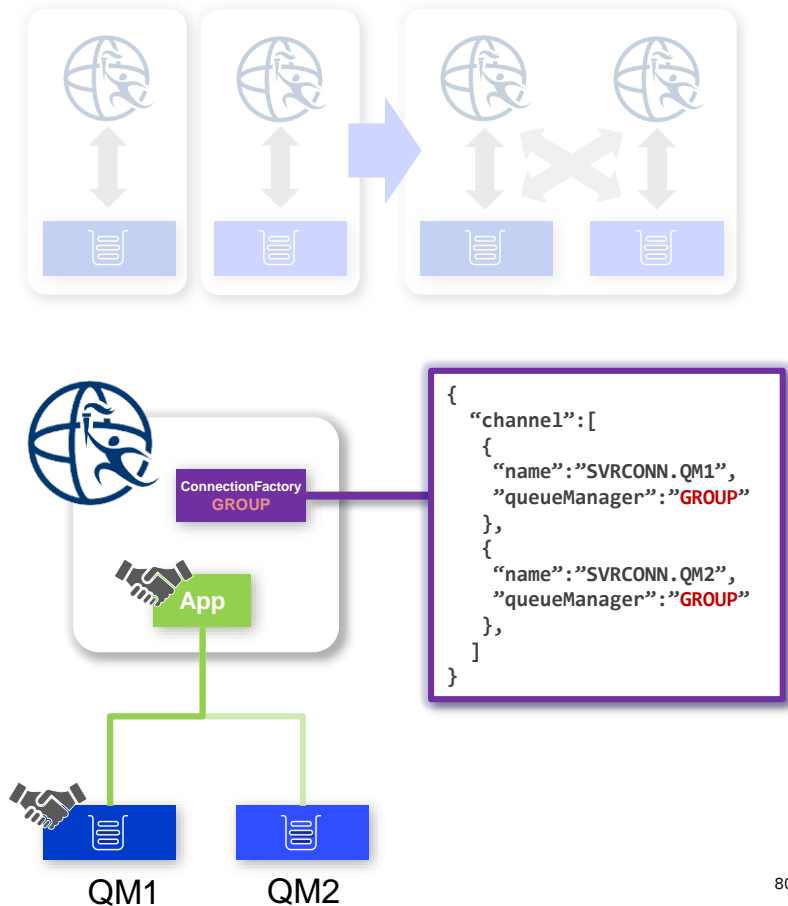 ConnectionFactory
GROUP
App
{
“channel”:[
{
“name”:”SVRCONN.QM1”,
”queueManager”:”GROUP”
},
{
“name”:”SVRCONN.QM2”,
”queueManager”:”GROUP”
},
]
}
QM1
QM2
80